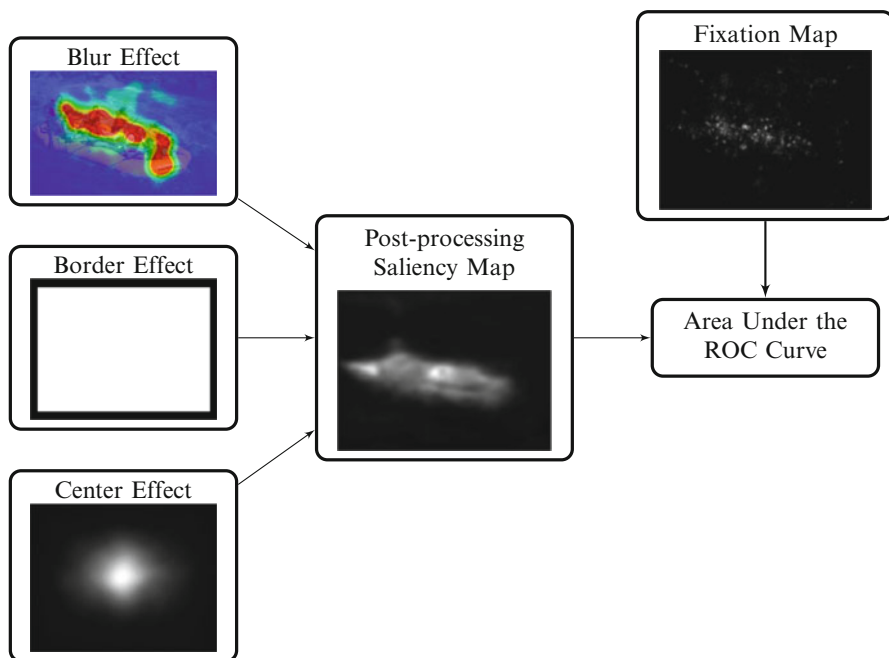 Blur Effect
Fixation Map
Border Effect
Post-processing
Saliency Map
Area Under the
ROC Curve
Center Effect